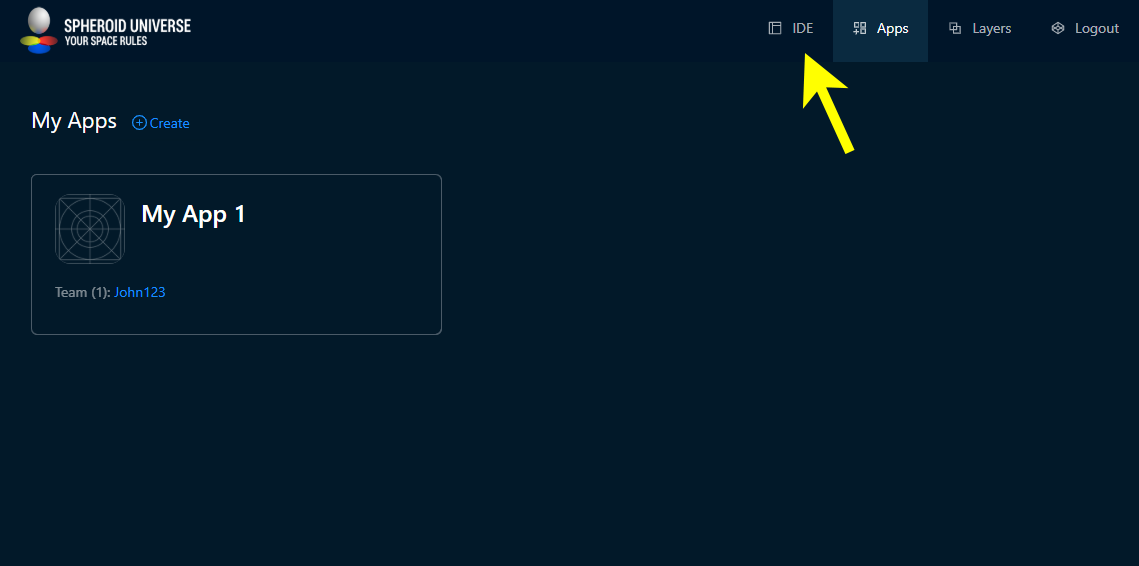 SPHEROID UNIVERSE
YOUR SPACE RULES
IDE
Apps
Layers
Logout
My Apps
Create
My App 1
Team (1): John123